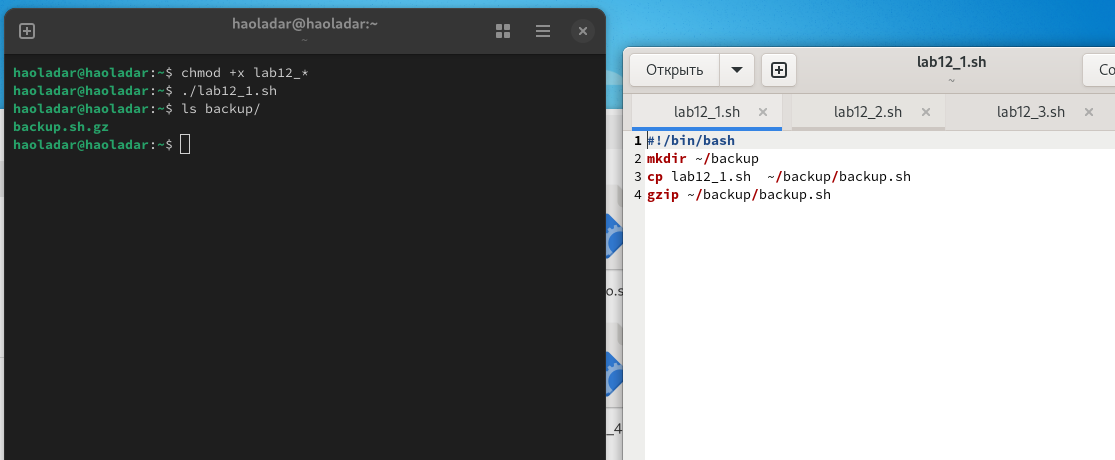 haoladar@haoladar:~
~
haoladar@haoladar:~$ chmod +x lab12_*
haoladar@haoladar:~$ ./lab12_1.sh
haoladar@haoladar:~$ ls backup/
backup.sh.gz
haoladar@haoladar:~$
lab12_1.sh
~
Открыть
Со
lab12_1.sh
lab12_2.sh
lab12_3.sh
1 #!/bin/bash
2 mkdir ~/backup
3 cp lab12_1.sh  ~/backup/backup.sh
4 gzip ~/backup/backup.sh
o.s
_4